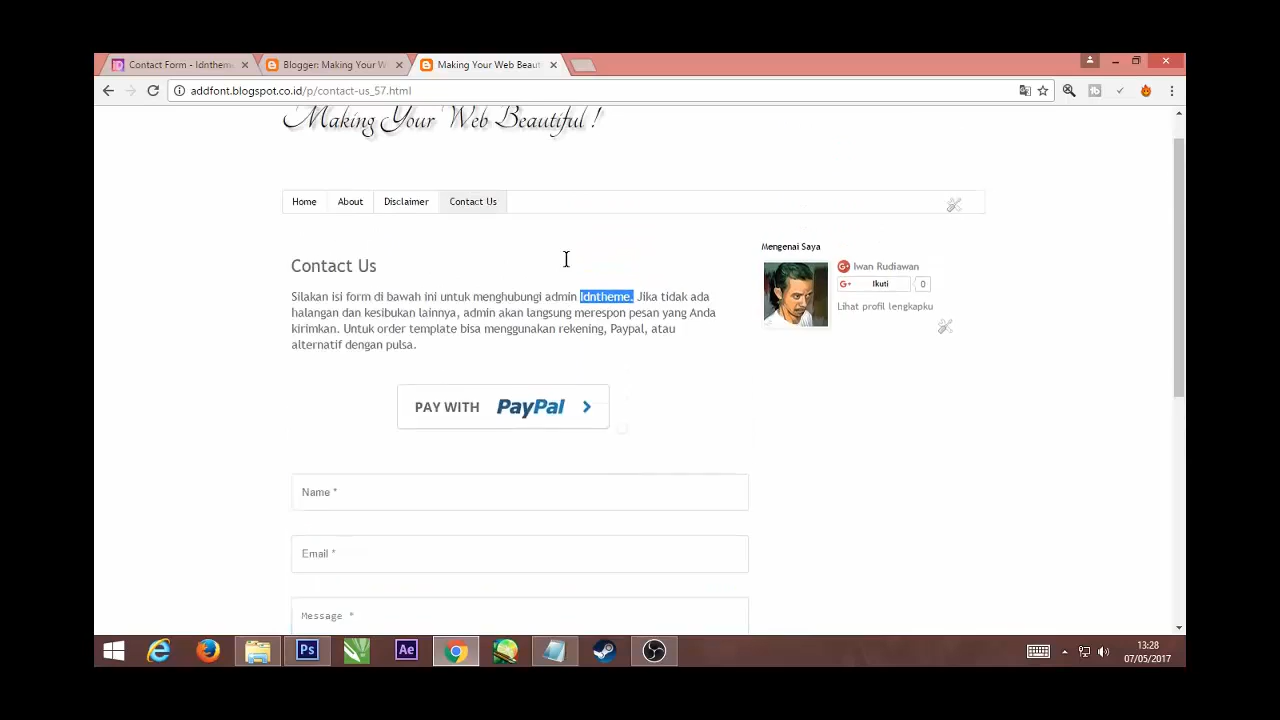 Contact Form - Idnthem
Blogger: Making Your W
Making Your Web Beaut
addfont.blogspot.co.id/p/contact-us_57.html
Making Your Web Beautiful !
Home
About
Disclaimer
Contact Us
Mengenai Saya
Iwan Rudiawan
G+ Ikuti 0
Lihat profil lengkapku
Contact Us
Silakan isi form di bawah ini untuk menghubungi admin Idntheme. Jika tidak ada
halangan dan kesibukan lainnya, admin akan langsung merespon pesan yang Anda
kirimkan. Untuk order template bisa menggunakan rekening, Paypal, atau
alternatif dengan pulsa.
PAY WITH PayPal
Name *
Email *
Message *
Ps
Ae
13:28
07/05/2017